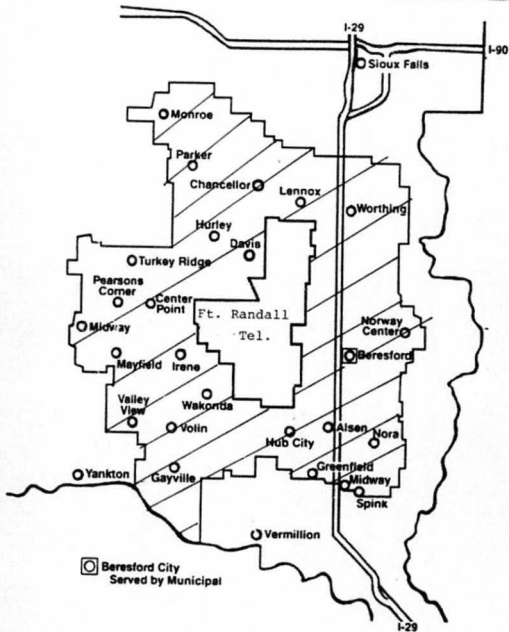 I-29
I-90
Sioux Falls
Monroe
Parker
Chancellor
Lennox
Worthing
Hurley
Davis
Turkey Ridge
Pearsons
Corner
Center
Point
Ft. Randall
Tel.
Midway
Norway
Center
Beresford
Mayfield
Irene
Wakonda
Valley
View
Volin
Hub City
Alsen
Nora
Greenfield
Midway
Spink
Yankton
Gayville
Vermillion
Beresford City
Served by Municipal
I-29